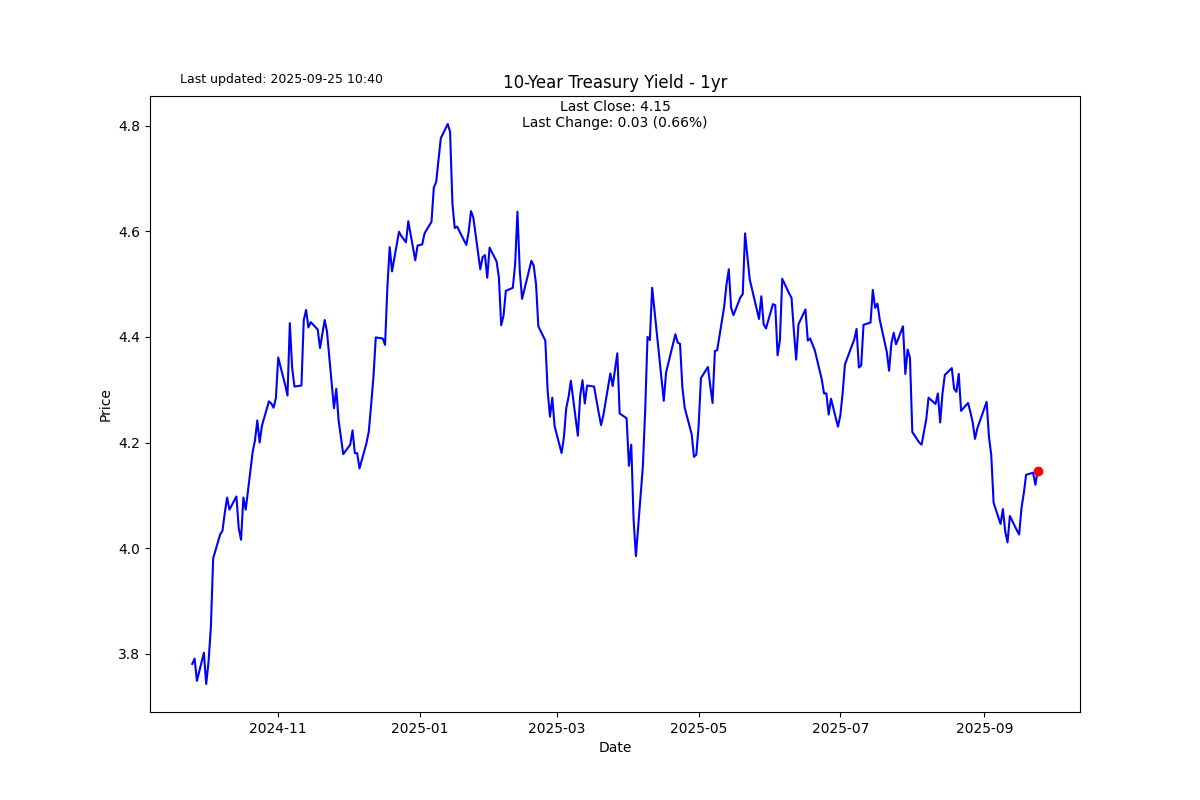 Last updated: 2025-09-25 10:40
10-Year Treasury Yield - 1yr
Last Close: 4.15
Last Change: 0.03 (0.66%)
4.8
4.6
4.4
4.2
4.0
3.8
Price
2024-11
2025-01
2025-03
2025-05
2025-07
2025-09
Date